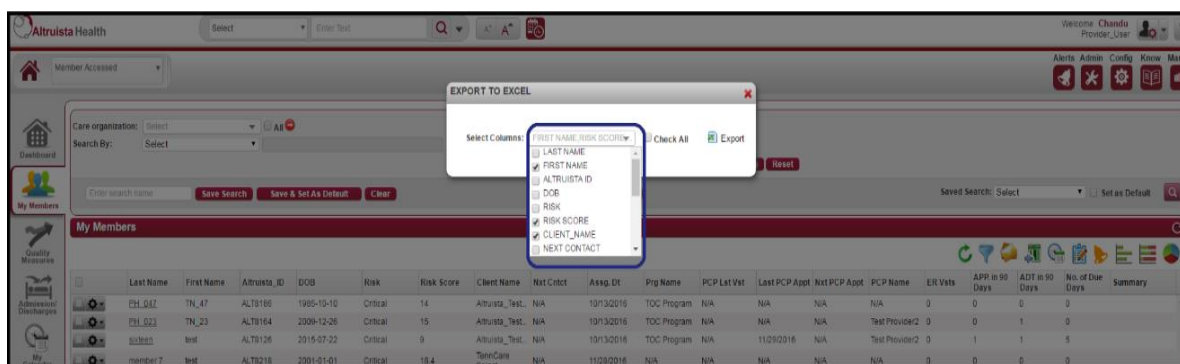 Altruista Health
Select
Enter Text
A-
A+
Welcome Chandu
Provider_User
Member Accessed
Alerts Admin Config Know
EXPORT TO EXCEL
Select Columns: FIRST NAME,RISK SCORE
Check All
Export
LAST NAME
FIRST NAME
ALTRUISTA ID
DOB
RISK
RISK SCORE
CLIENT_NAME
NEXT CONTACT
Care organization: Select
All
Search By: Select
Reset
Enter search name
Save Search
Save & Set As Default
Clear
Saved Search: Select
Set as Default
Dashboard
My Members
Quality Measures
Admission/ Discharges
My Calendar
My Members
Last Name First Name Altruista_ID DOB Risk Risk Score Client Name Nxt Cntct Assg. Dt Prg Name PCP Lst Vst Last PCP Appt Nxt PCP Appt PCP Name ER Vsts APP. in 90 Days ADT in 90 Days No. of Due Days Summary
PH_047 TN_47 ALT8186 1985-10-10 Critical 14 Altruista_Test.. N/A 10/13/2016 TOC Program N/A N/A N/A N/A 0 0 0 0
PH_023 TN_23 ALT8164 2009-12-26 Critical 15 Altruista_Test.. N/A 10/13/2016 TOC Program N/A N/A N/A Test Provider2 0 0 1 0
sixteen test ALT8126 2015-07-22 Critical 9 Altruista_Test.. N/A 10/13/2016 TOC Program N/A 11/29/2016 N/A Test Provider2 0 1 1 5
member 7 test ALT8218 2001-01-01 Critical 18.4 TennCare N/A 11/28/2016 N/A N/A N/A N/A N/A 0 0 0 0